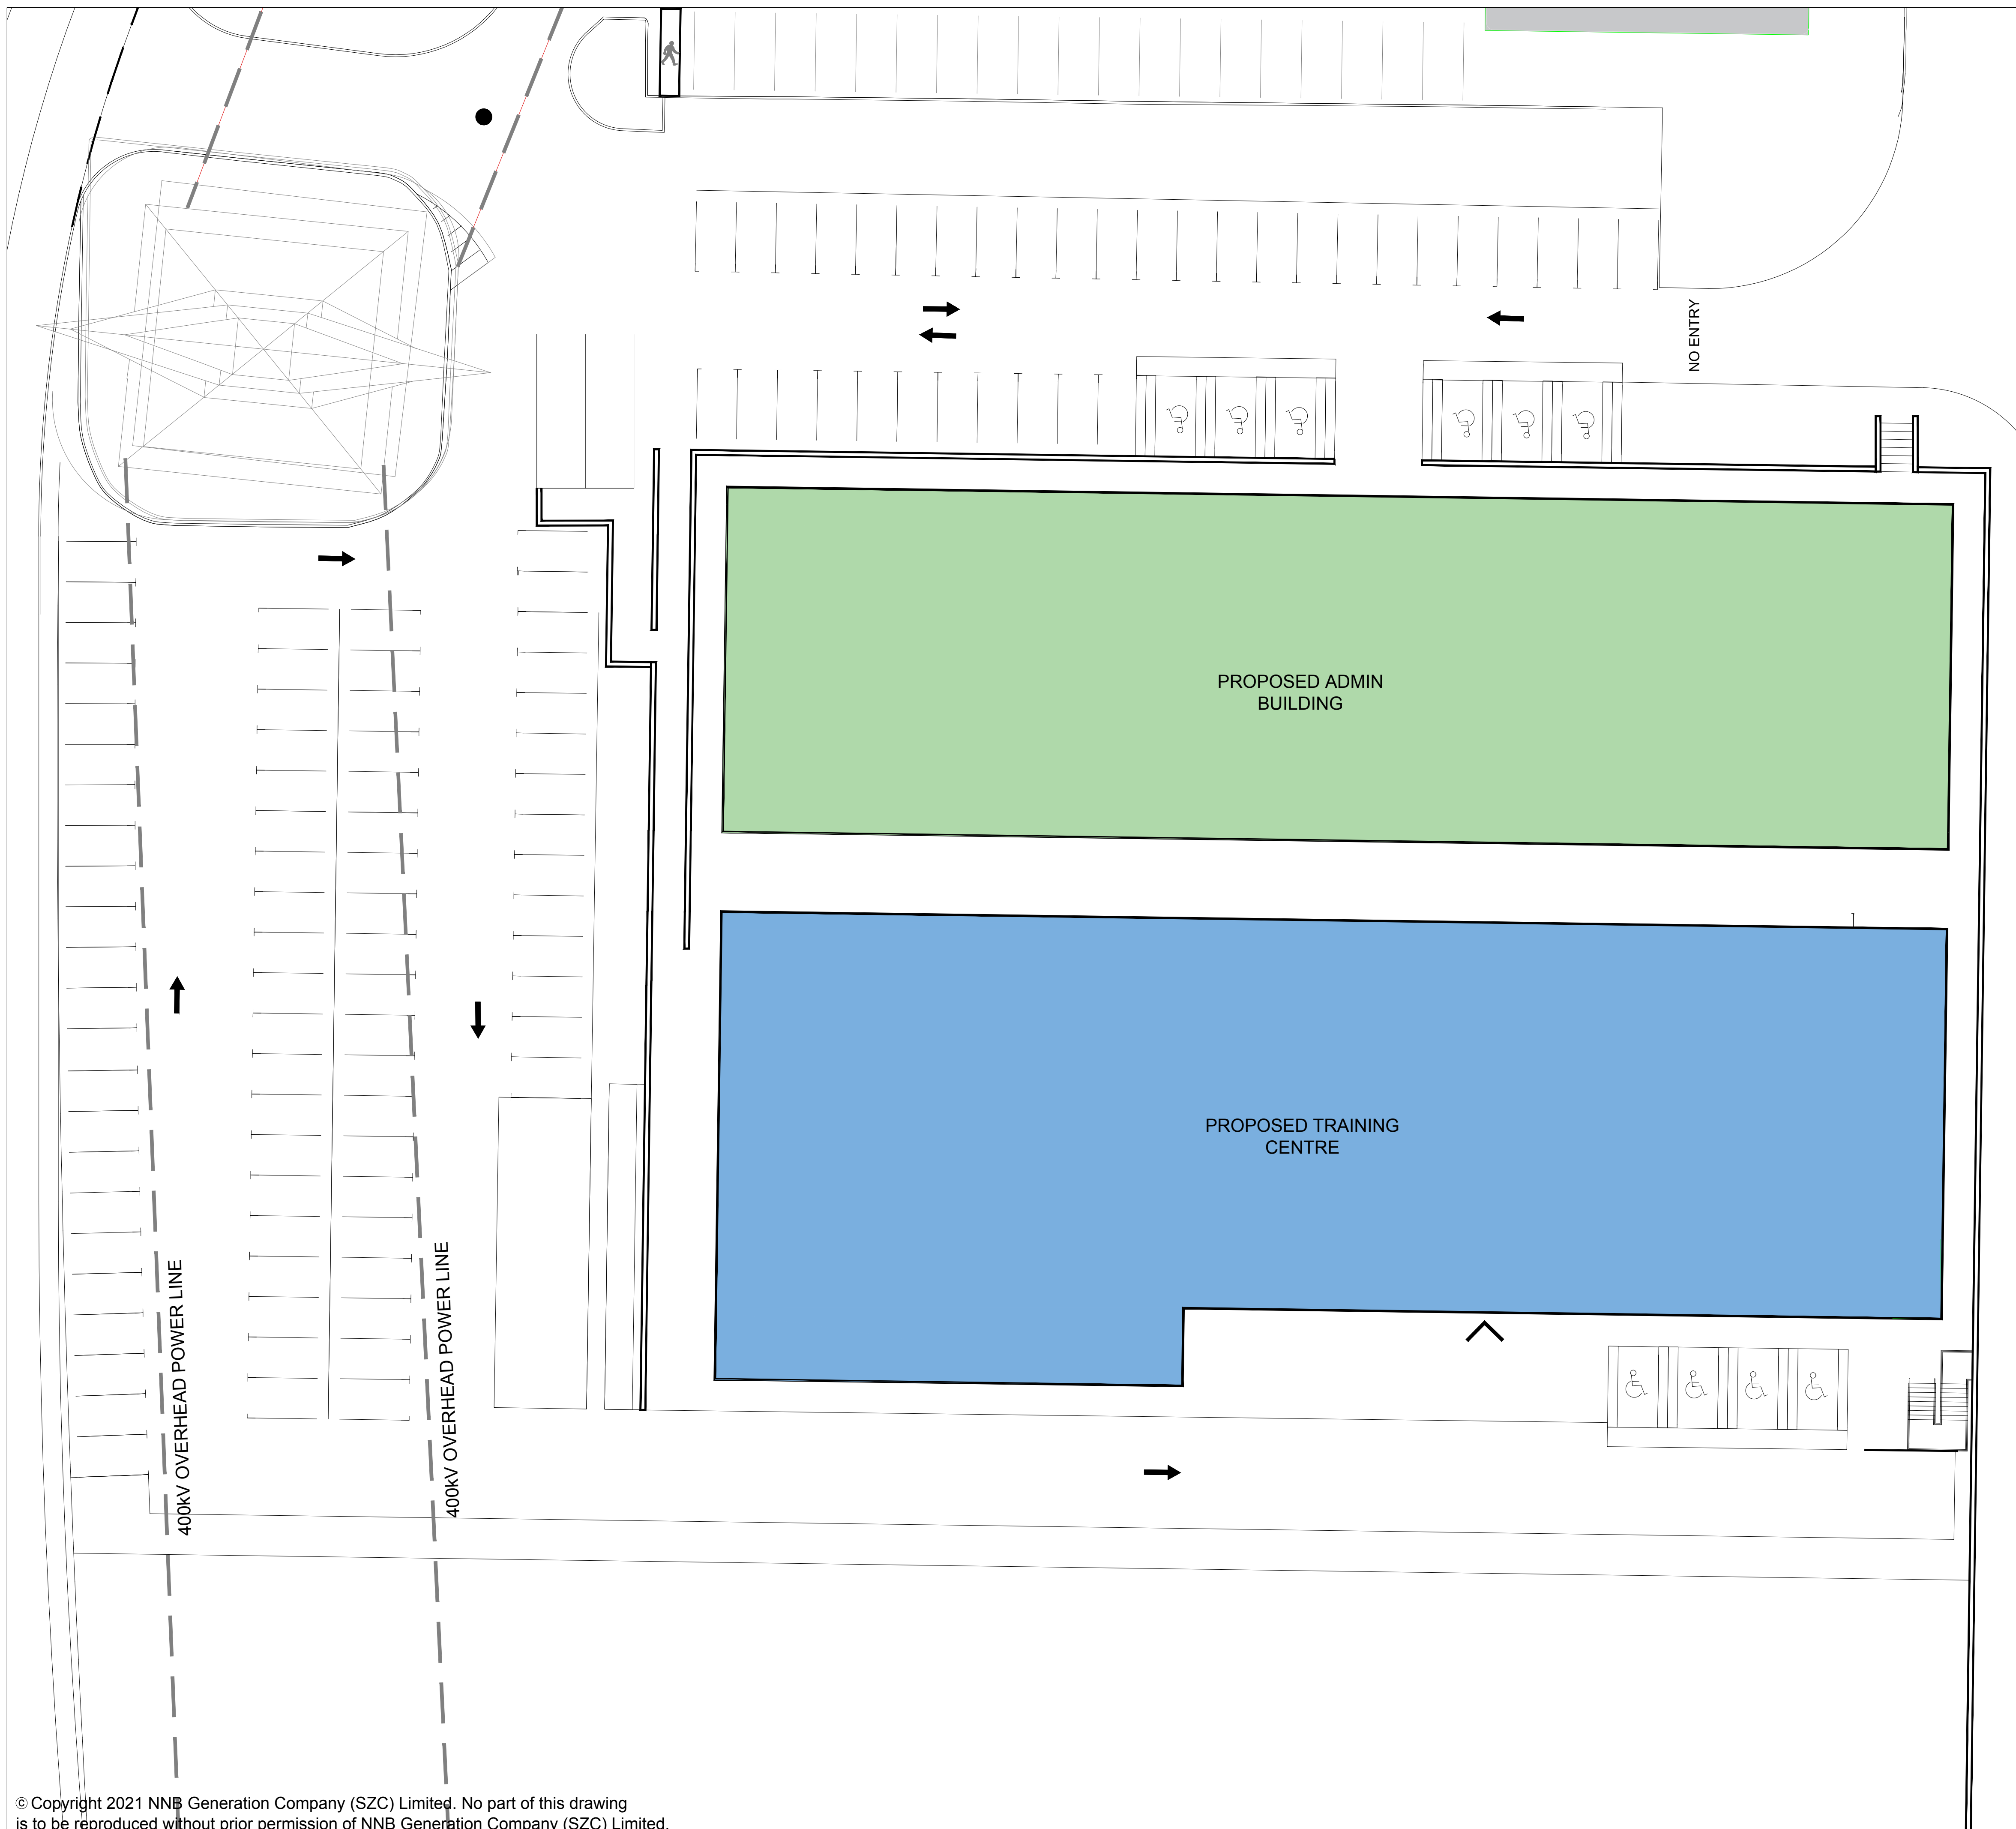 NO ENTRY
PROPOSED ADMIN
BUILDING
PROPOSED TRAINING
CENTRE
400kV OVERHEAD POWER LINE
400kV OVERHEAD POWER LINE
© Copyright 2021 NNB Generation Company (SZC) Limited. No part of this drawing
is to be reproduced without prior permission of NNB Generation Company (SZC) Limited.